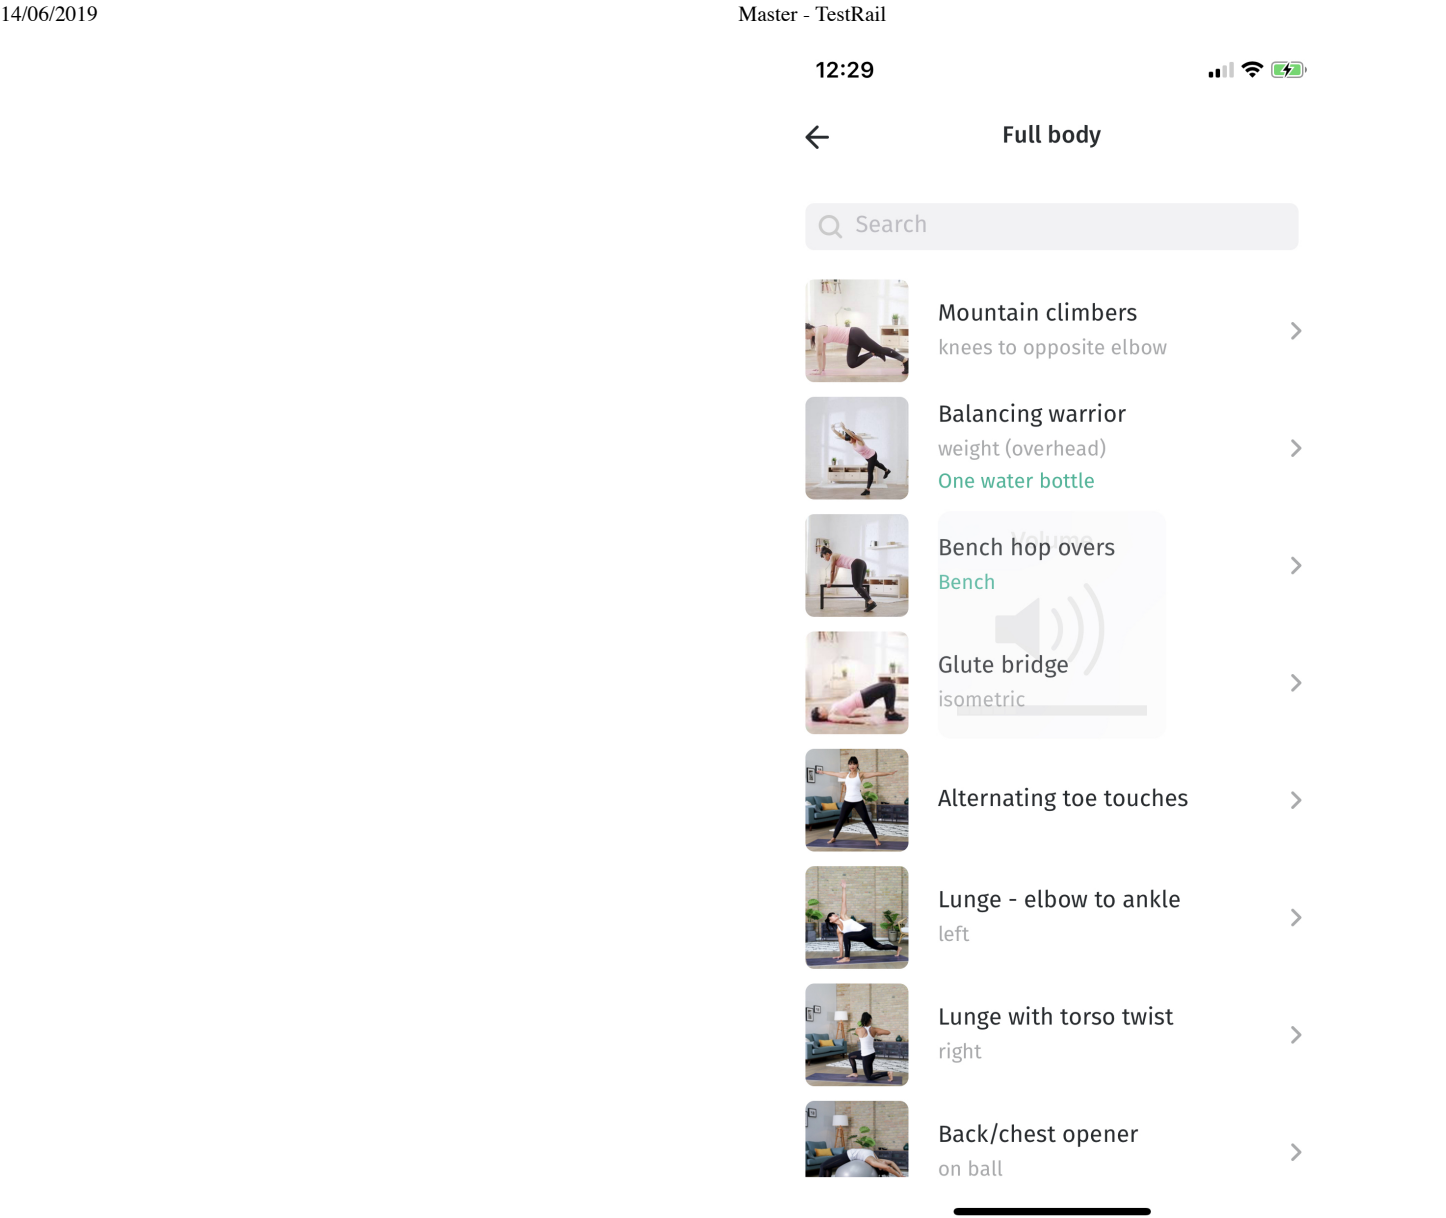 14/06/2019
Master - TestRail
12:29
Full body
Search
Mountain climbers
knees to opposite elbow
Balancing warrior
weight (overhead)
One water bottle
Volume
Bench hop overs
Bench
Glute bridge
isometric
Alternating toe touches
Lunge - elbow to ankle
left
Lunge with torso twist
right
Back/chest opener
on ball